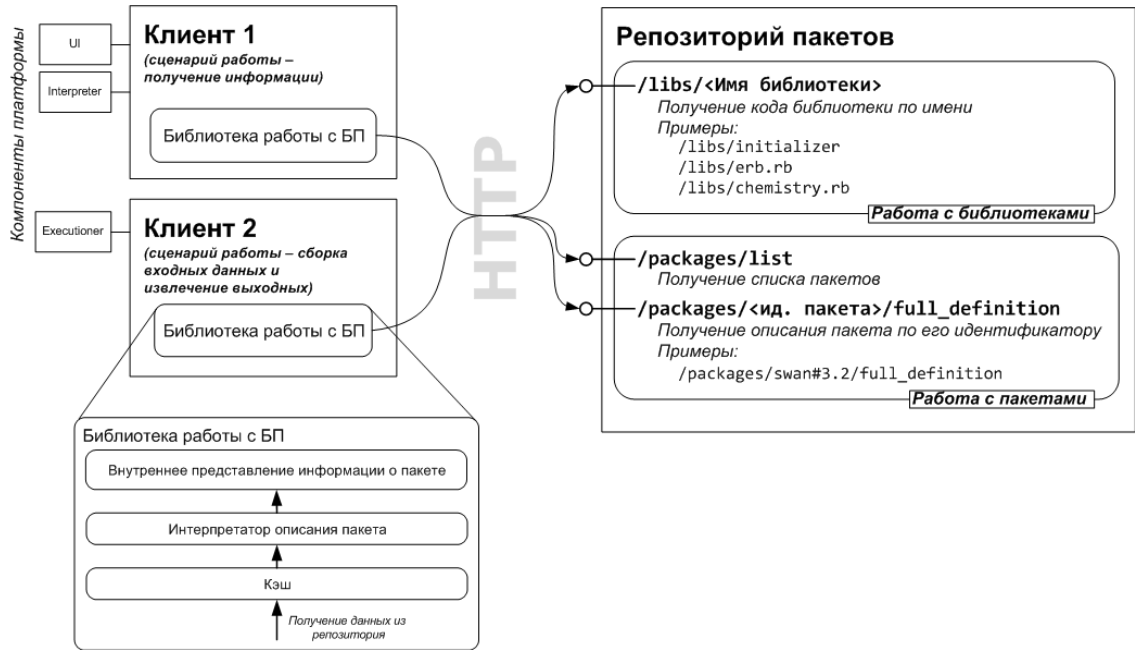 Компоненты платформы
UI
Interpreter
Executioner
Клиент 1
(сценарий работы –
получение информации)
Библиотека работы с БП
Клиент 2
(сценарий работы – сборка
входных данных и
извлечение выходных)
Библиотека работы с БП
Библиотека работы с БП
Внутреннее представление информации о пакете
Интерпретатор описания пакета
Кэш
Получение данных из
репозитория
HTTP
Репозиторий пакетов
/libs/<Имя библиотеки>
Получение кода библиотеки по имени
Примеры:
/libs/initializer
/libs/erb.rb
/libs/chemistry.rb
Работа с библиотеками
/packages/list
Получение списка пакетов
/packages/<ид. пакета>/full_definition
Получение описания пакета по его идентификатору
Примеры:
/packages/swan#3.2/full_definition
Работа с пакетами